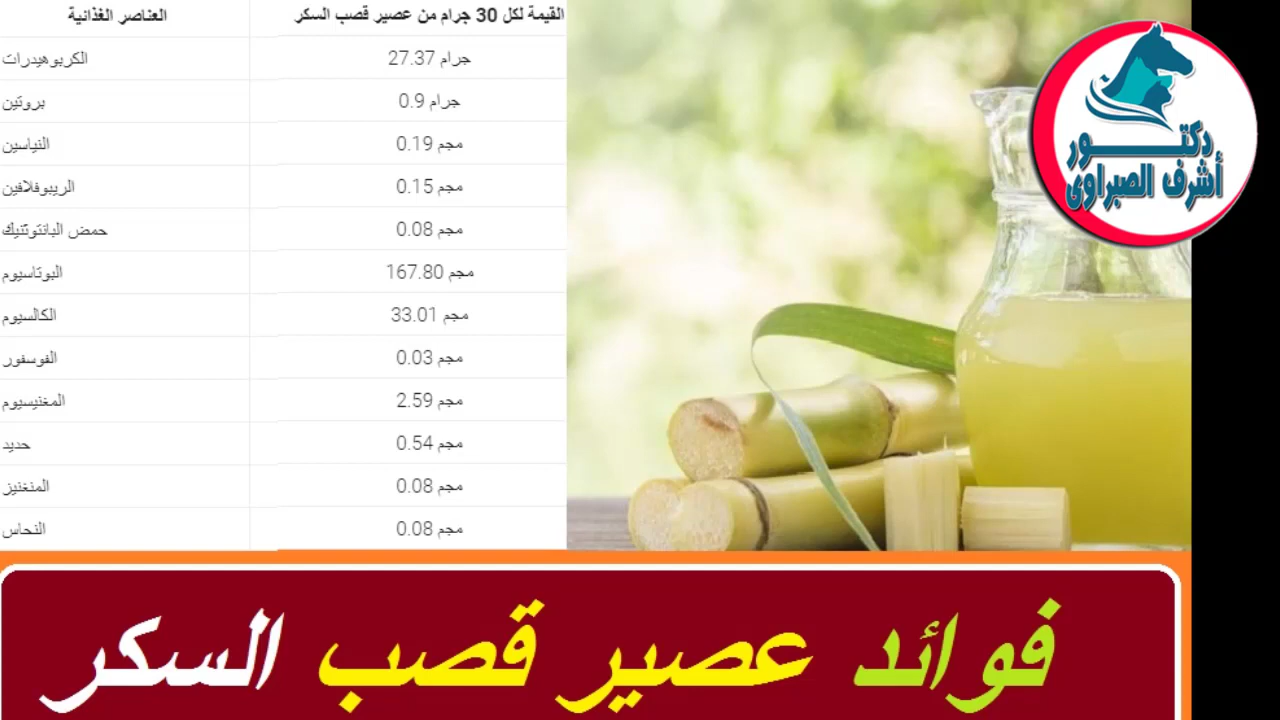 العناصر الغذائية القيمة لكل 30 جرام من عصير قصب السكر
الكربوهيدرات 27.37 جرام
بروتين 0.9 جرام
النياسين 0.19 مجم
الريبوفلافين 0.15 مجم
حمض البانتوثنيك 0.08 مجم
البوتاسيوم 167.80 مجم
الكالسيوم 33.01 مجم
الفوسفور 0.03 مجم
المغنيسيوم 2.59 مجم
حديد 0.54 مجم
المنغنيز 0.08 مجم
النحاس 0.08 مجم
دكتـــور
أشرف الصبراوى
فوائد عصير قصب السكر